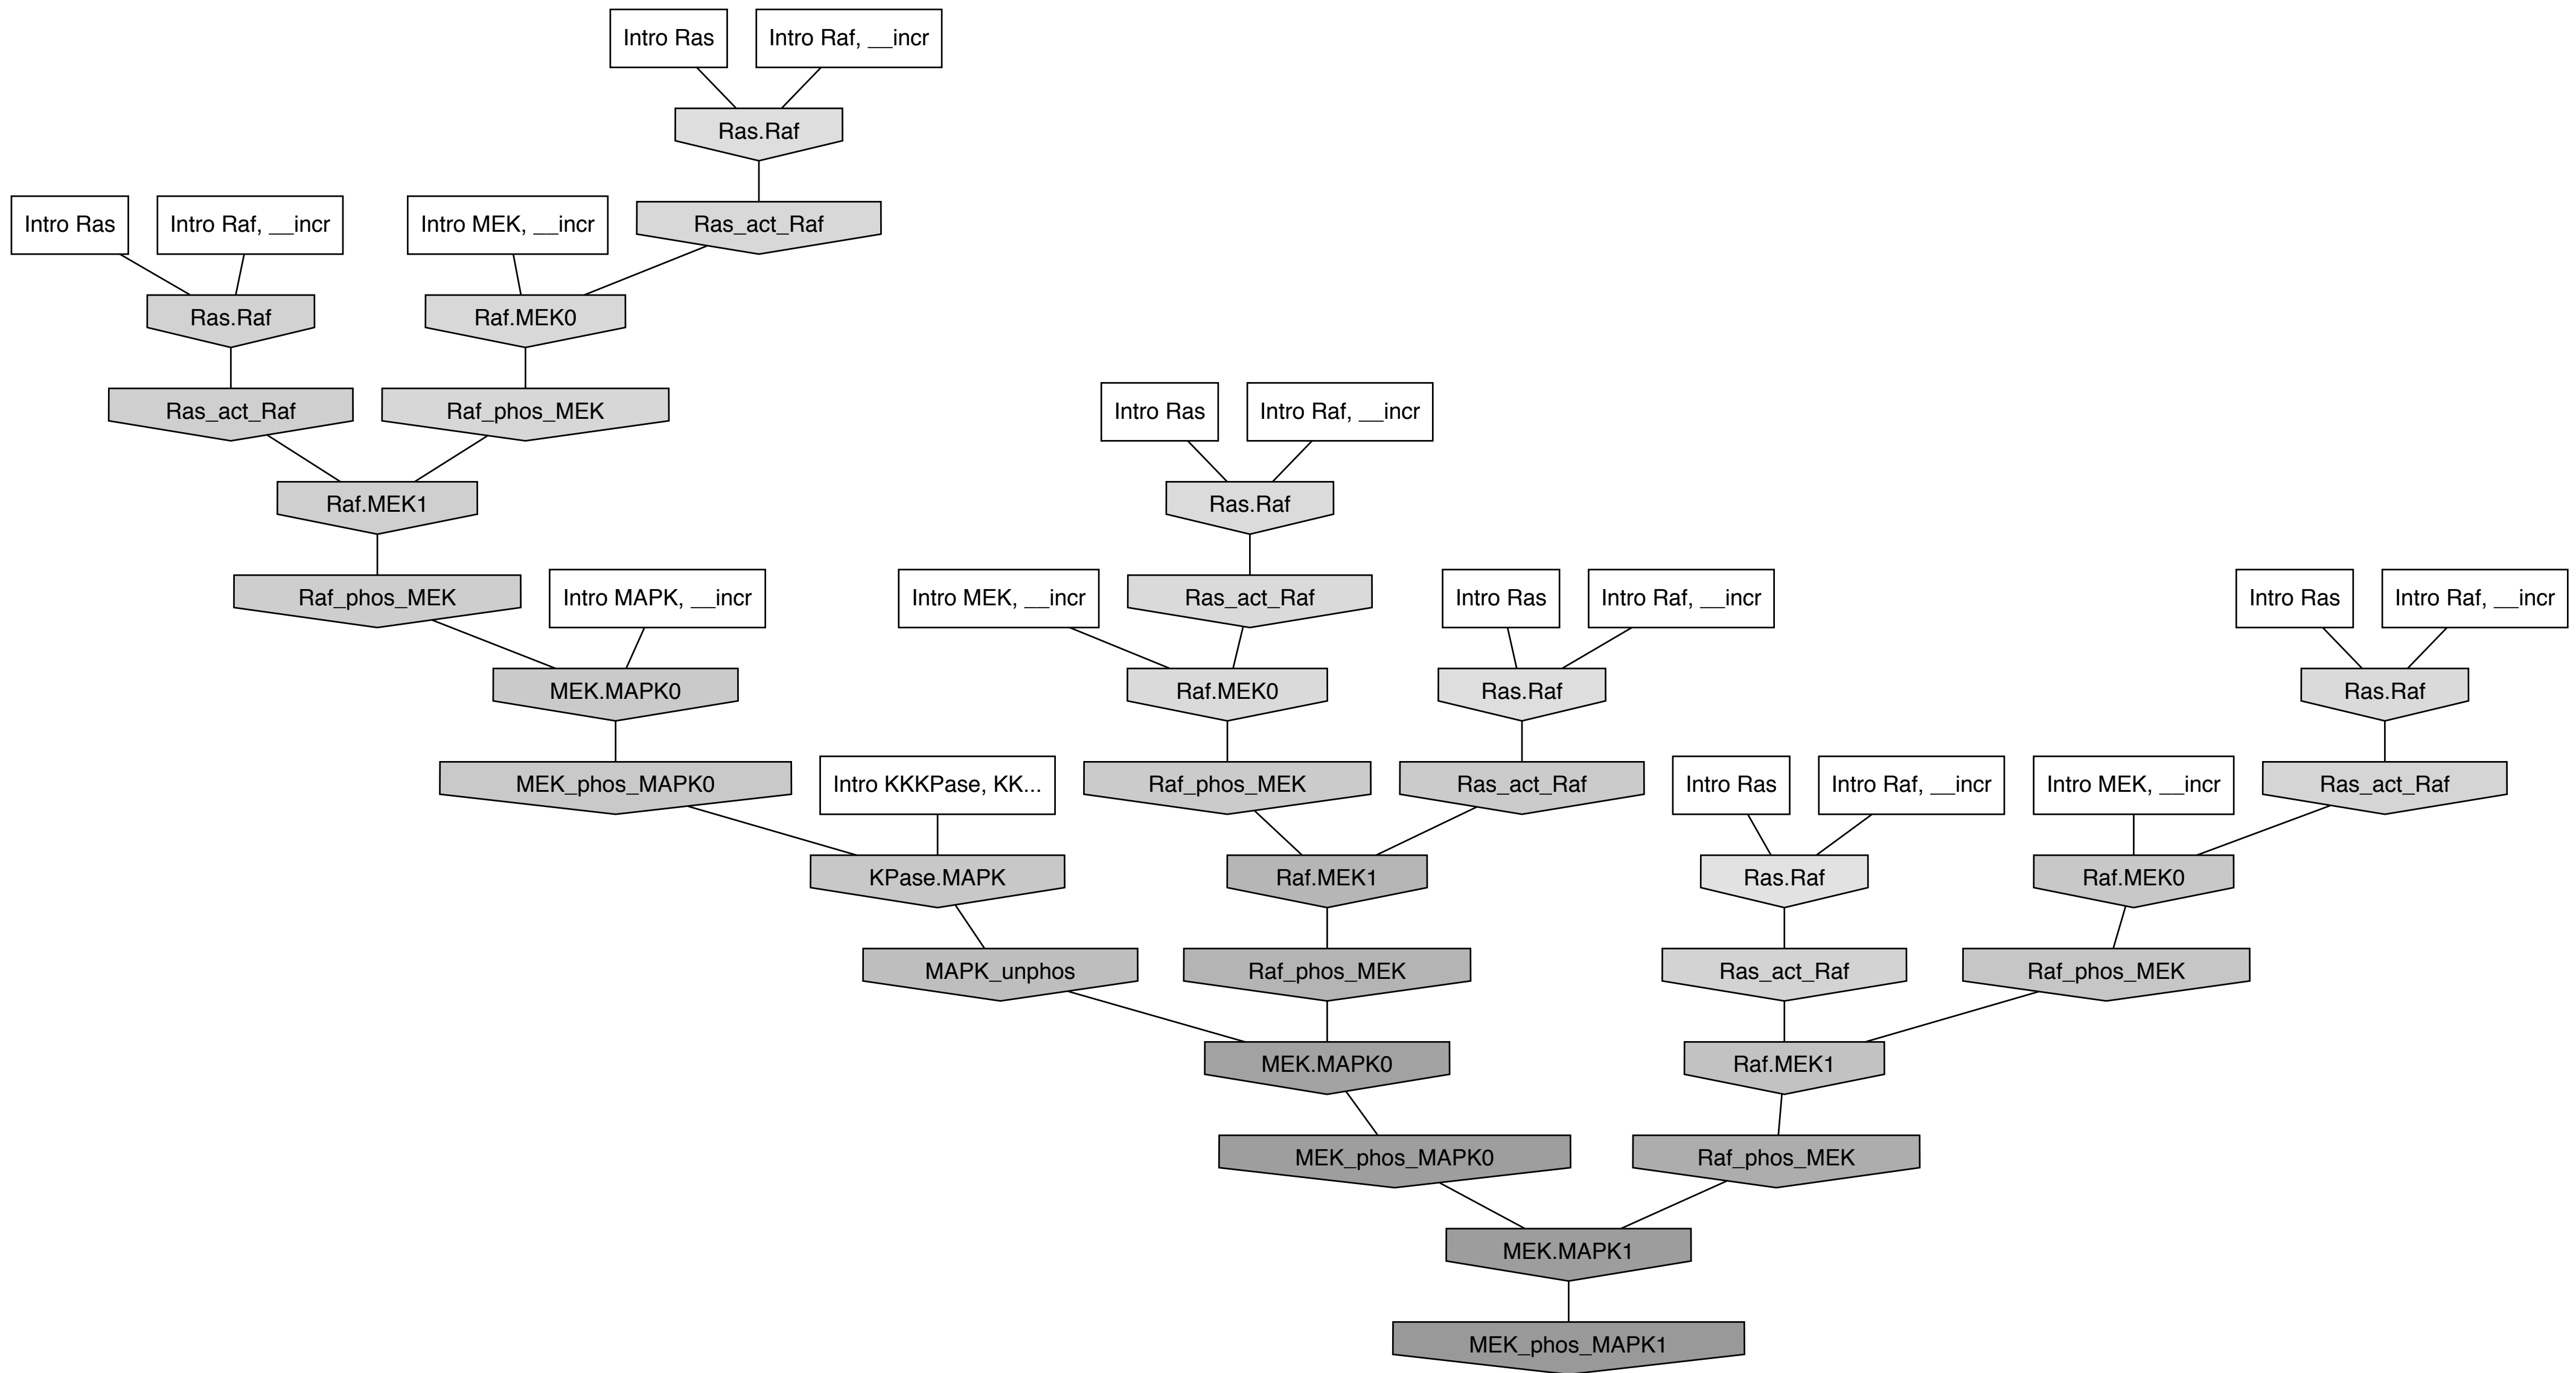 Intro Ras
Intro Raf, __incr
Ras.Raf
Intro Ras
Intro Raf, __incr
Intro MEK, __incr
Ras_act_Raf
Ras.Raf
Raf.MEK0
Ras_act_Raf
Raf_phos_MEK
Intro Ras
Intro Raf, __incr
Raf.MEK1
Ras.Raf
Raf_phos_MEK
Intro MAPK, __incr
Intro MEK, __incr
Ras_act_Raf
Intro Ras
Intro Raf, __incr
Intro Ras
Intro Raf, __incr
MEK.MAPK0
Raf.MEK0
Ras.Raf
Ras.Raf
MEK_phos_MAPK0
Intro KKKPase, KK...
Raf_phos_MEK
Ras_act_Raf
Intro Ras
Intro Raf, __incr
Intro MEK, __incr
Ras_act_Raf
KPase.MAPK
Raf.MEK1
Ras.Raf
Raf.MEK0
MAPK_unphos
Raf_phos_MEK
Ras_act_Raf
Raf_phos_MEK
MEK.MAPK0
Raf.MEK1
MEK_phos_MAPK0
Raf_phos_MEK
MEK.MAPK1
MEK_phos_MAPK1